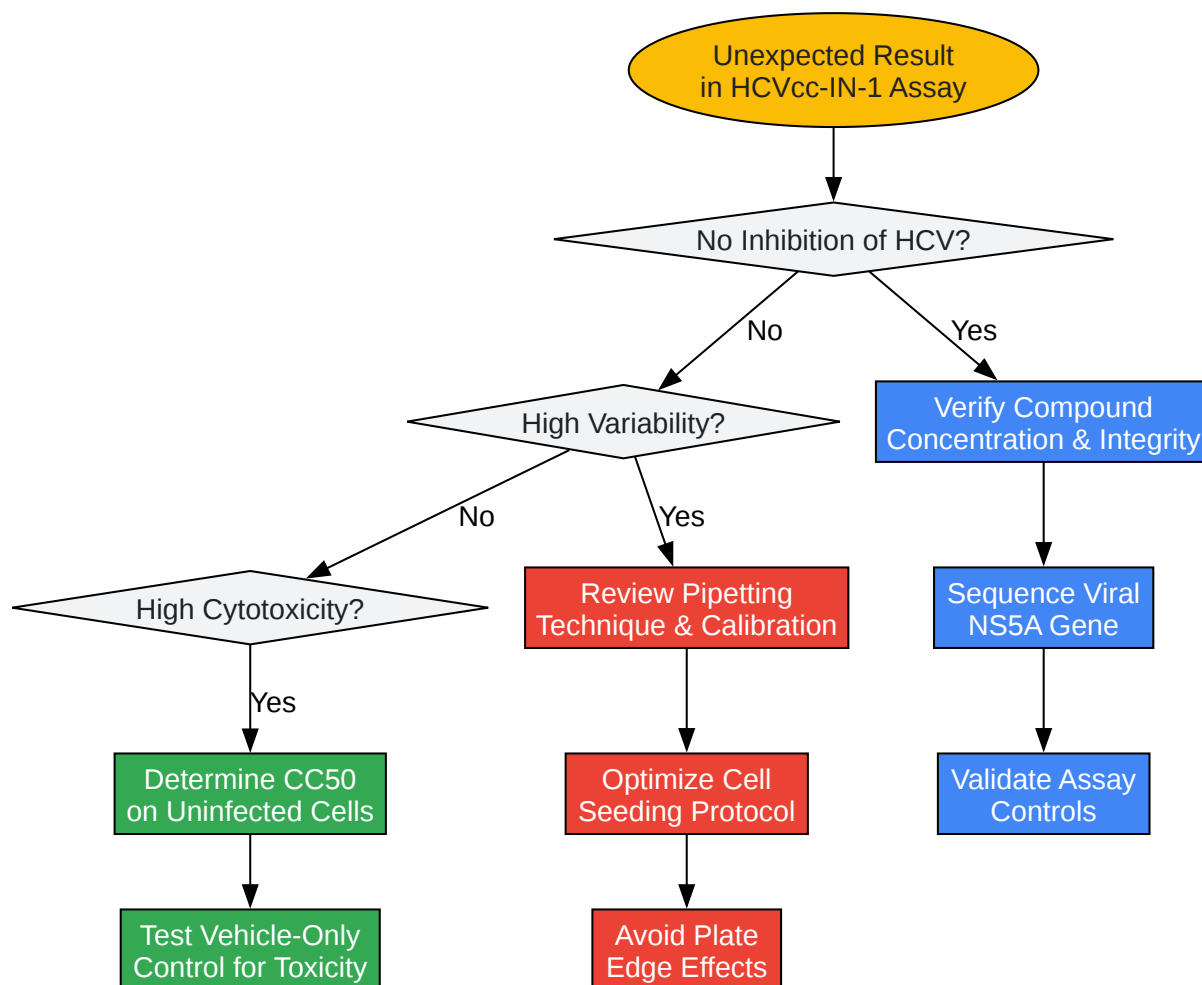 Unexpected Result
in HCVcc-IN-1 Assay
No Inhibition of HCV?
No
Yes
High Variability?
Verify Compound
Concentration & Integrity
No
Yes
High Cytotoxicity?
Review Pipetting
Technique & Calibration
Sequence Viral
NS5A Gene
Yes
Determine CC50
on Uninfected Cells
Optimize Cell
Seeding Protocol
Validate Assay
Controls
Test Vehicle-Only
Control for Toxicity
Avoid Plate
Edge Effects